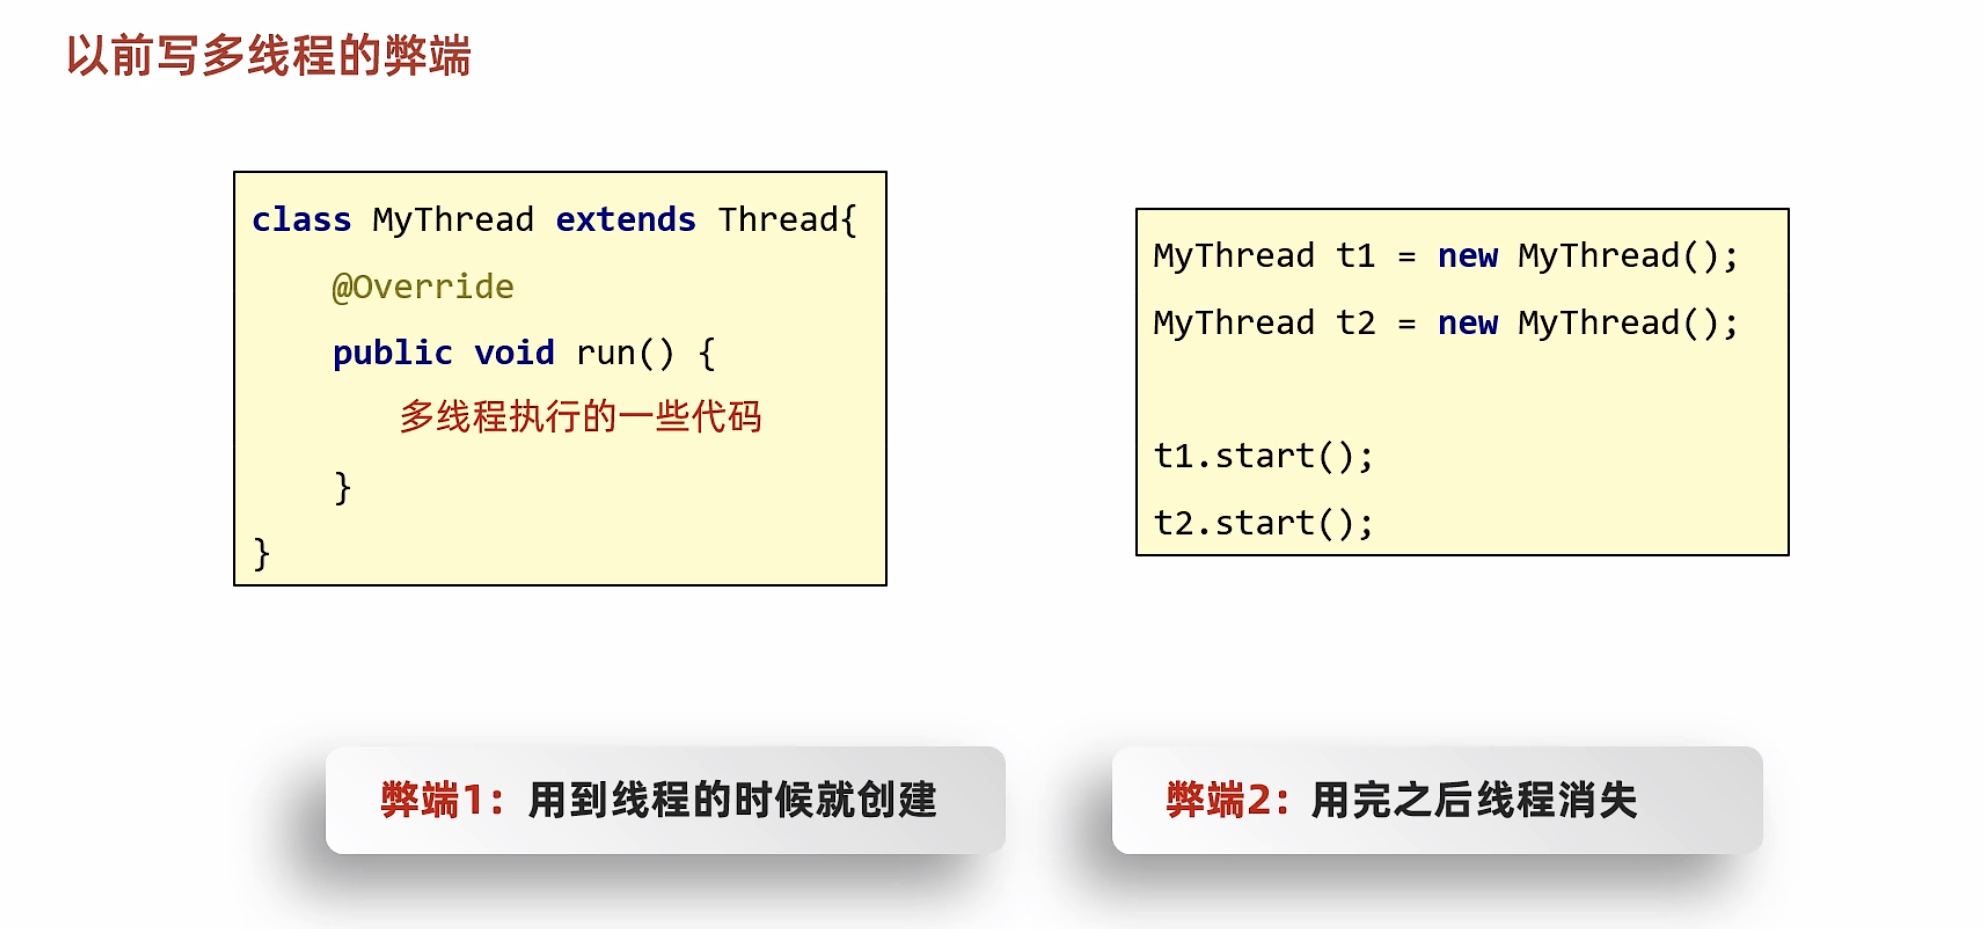 以前写多线程的弊端
class MyThread extends Thread{
@Override
public void run() {
多线程执行的一些代码
}
}
MyThread t1 = new MyThread();
MyThread t2 = new MyThread();
t1.start();
t2.start();
弊端1：用到线程的时候就创建
弊端2：用完之后线程消失